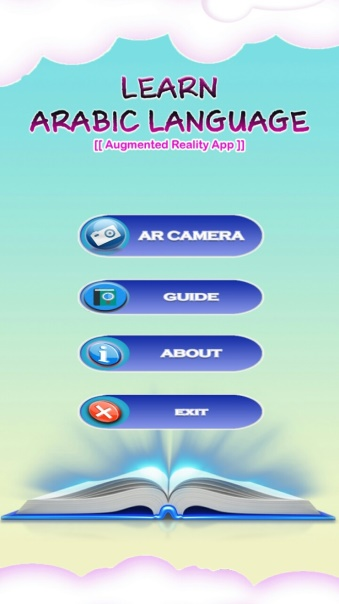 LEARN
ARABIC LANGUAGE
[[ Augmented Reality App ]]
AR CAMERA
GUIDE
ABOUT
EXIT